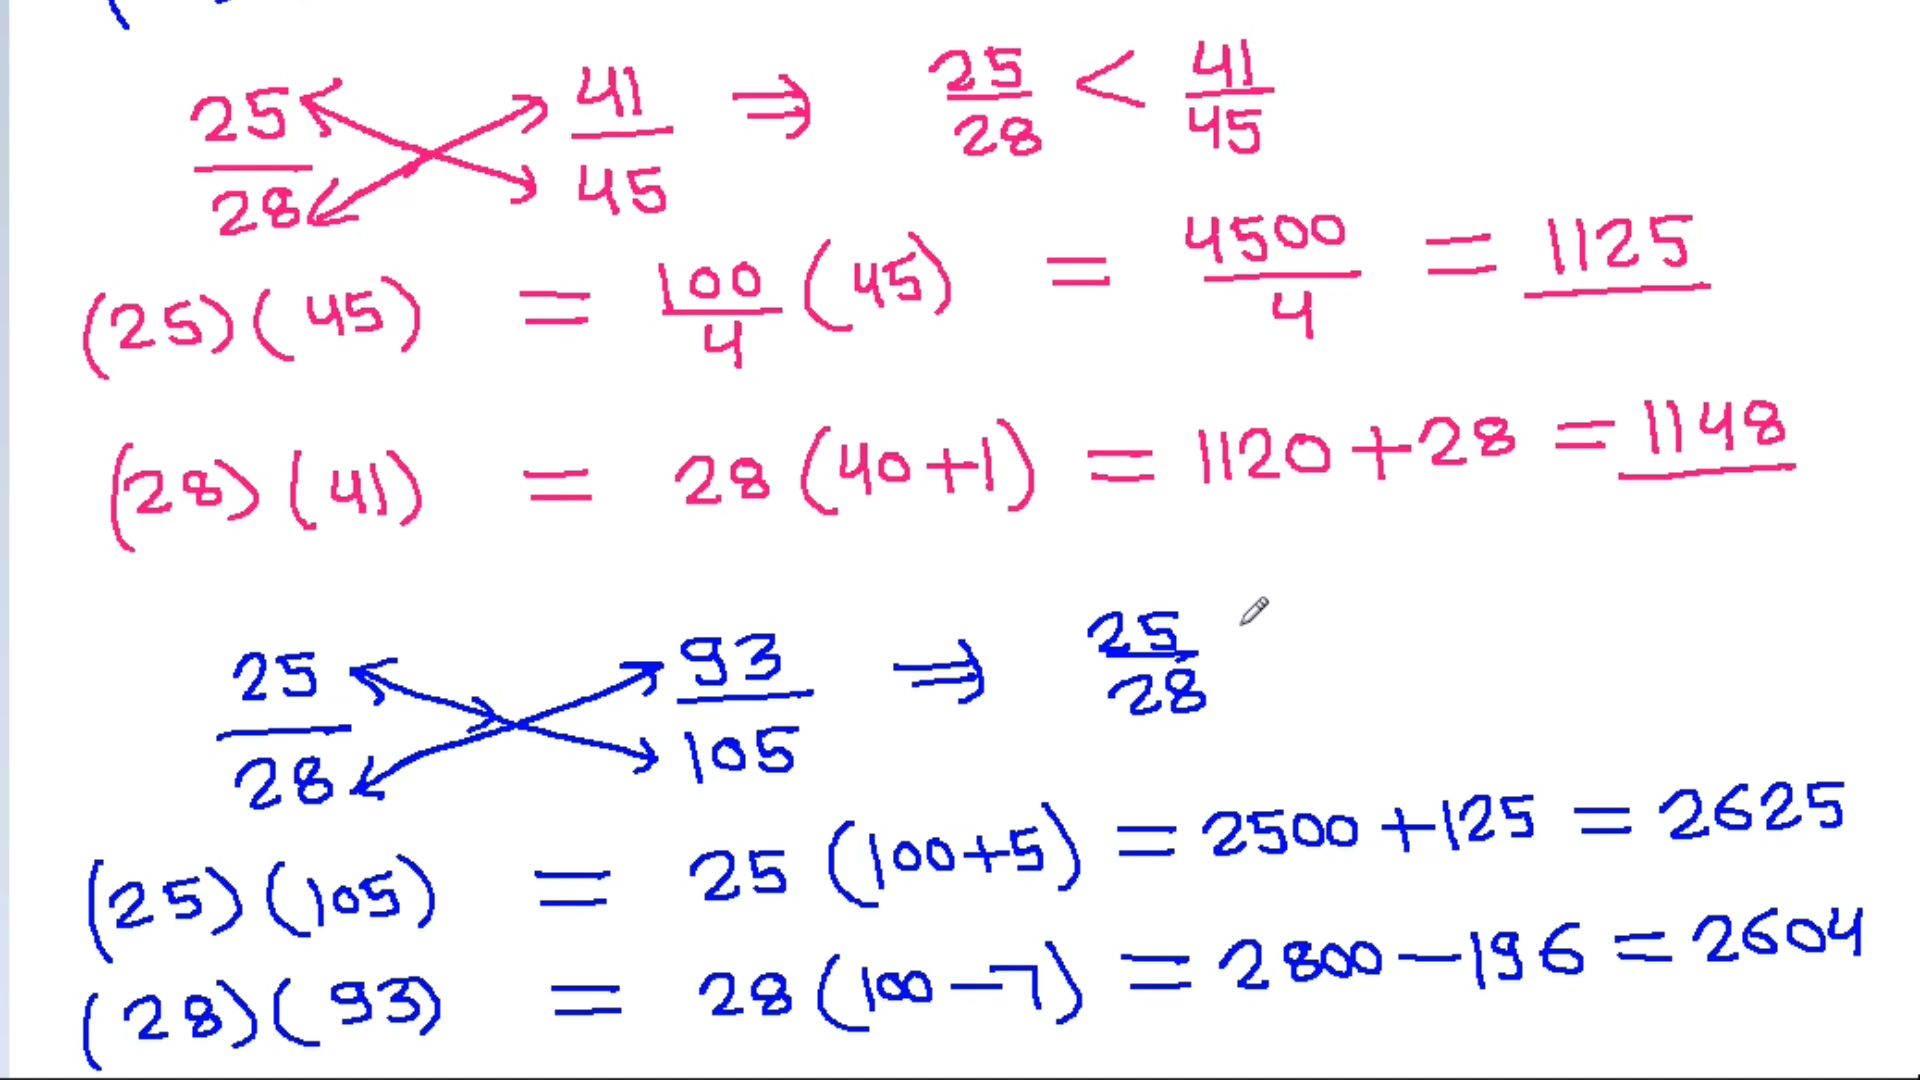 25/28 41/45 ⇒ 25/28 < 41/45
(25)(45) = 100/4 (45) = 4500/4 = 1125
(28)(41) = 28(40+1) = 1120+28 = 1148
25/28 93/105 ⇒ 25/28
(25)(105) = 25(100+5) = 2500+125 = 2625
(28)(93) = 28(100-7) = 2800-196 = 2604